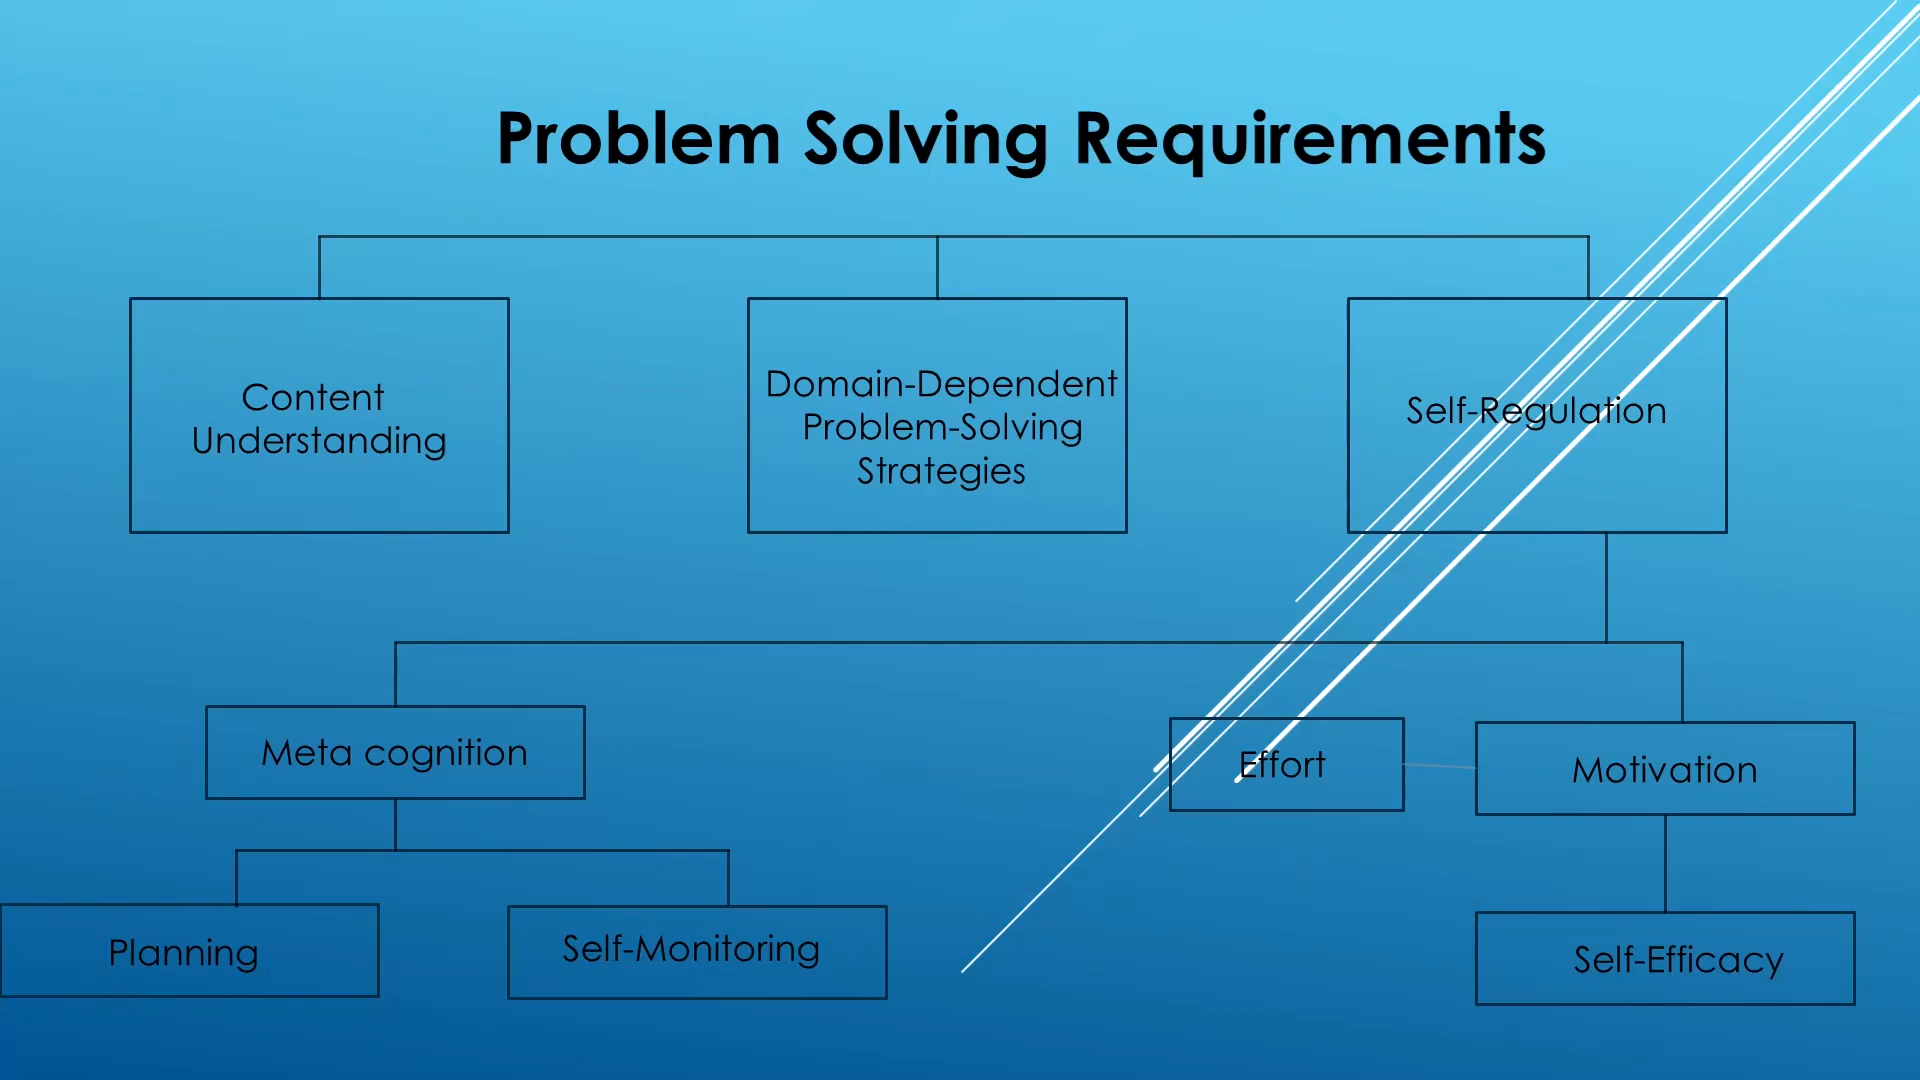 Problem Solving Requirements
Content
Understanding
Domain-Dependent
Problem-Solving
Strategies
Self-Regulation
Meta cognition
Effort
Motivation
Planning
Self-Monitoring
Self-Efficacy